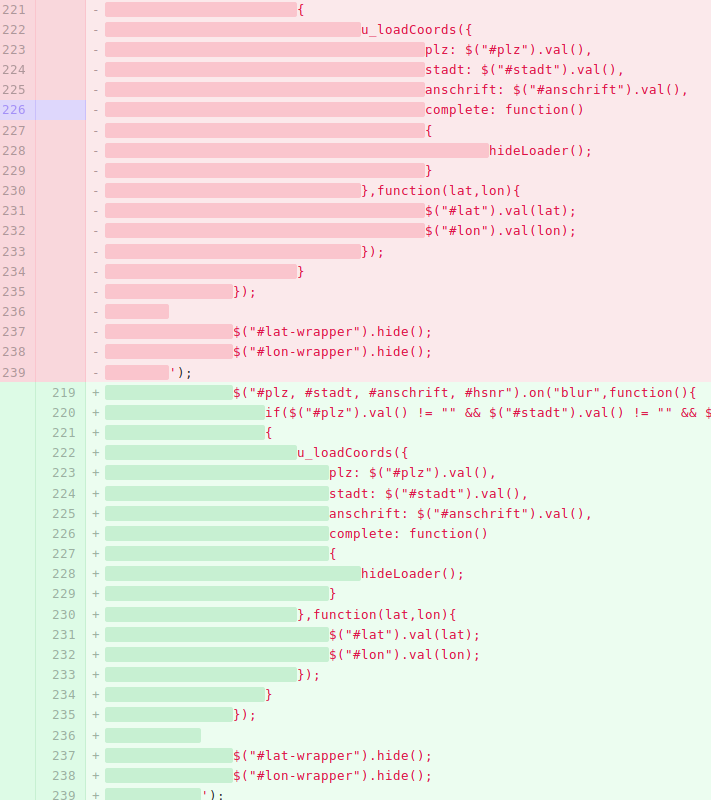 221 - {
222 - u_loadCoords({
223 - plz: $("#plz").val(),
224 - stadt: $("#stadt").val(),
225 - anschrift: $("#anschrift").val(),
226 - complete: function()
227 - {
228 - hideLoader();
229 - }
230 - },function(lat,lon){
231 - $("#lat").val(lat);
232 - $("#lon").val(lon);
233 - });
234 - }
235 - });
236 -
237 - $("#lat-wrapper").hide();
238 - $("#lon-wrapper").hide();
239 - ');
219 + $("#plz, #stadt, #anschrift, #hsnr").on("blur",function(){
220 + if($("#plz").val() != "" && $("#stadt").val() != "" && $
221 + {
222 + u_loadCoords({
223 + plz: $("#plz").val(),
224 + stadt: $("#stadt").val(),
225 + anschrift: $("#anschrift").val(),
226 + complete: function()
227 + {
228 + hideLoader();
229 + }
230 + },function(lat,lon){
231 + $("#lat").val(lat);
232 + $("#lon").val(lon);
233 + });
234 + }
235 + });
236 +
237 + $("#lat-wrapper").hide();
238 + $("#lon-wrapper").hide();
239 + ');